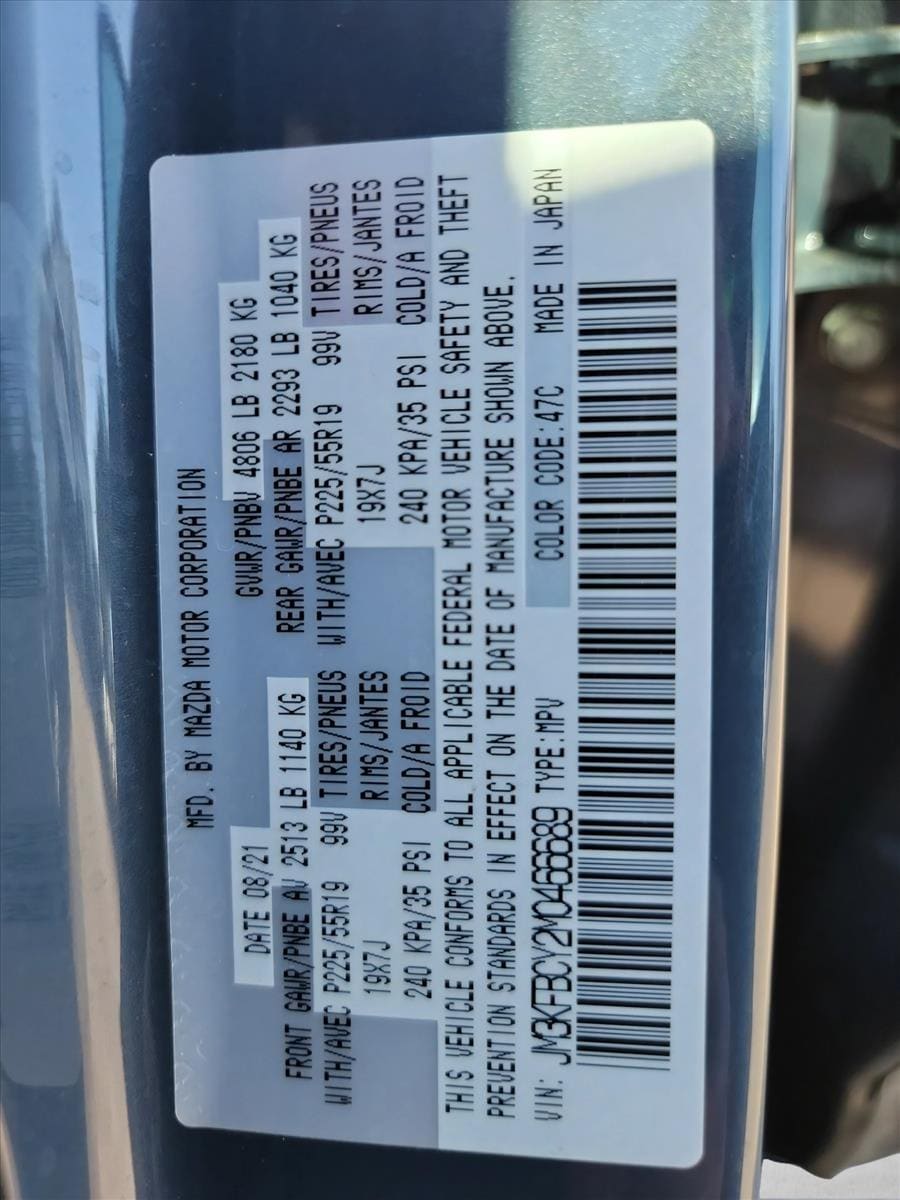 MFD. BY MAZDA MOTOR CORPORATION
DATE 08/21 GVWR/PNBV 4806 LB 2180 KG
FRONT GAWR/PNBE AV 2513 LB 1140 KG REAR GAWR/PNBE AR 2293 LB 1040 KG
WITH/AVEC P225/55R19 99V TIRES/PNEUS WITH/AVEC P225/55R19 99V TIRES/PNEUS
19X7J RIMS/JANTES 19X7J RIMS/JANTES
240 KPA/35 PSI COLD/A FROID 240 KPA/35 PSI COLD/A FROID
THIS VEHICLE CONFORMS TO ALL APPLICABLE FEDERAL MOTOR VEHICLE SAFETY AND THEFT
PREVENTION STANDARDS IN EFFECT ON THE DATE OF MANUFACTURE SHOWN ABOVE.
VIN: JM3KFBCY2M0466689 TYPE:MPV COLOR CODE:47C MADE IN JAPAN